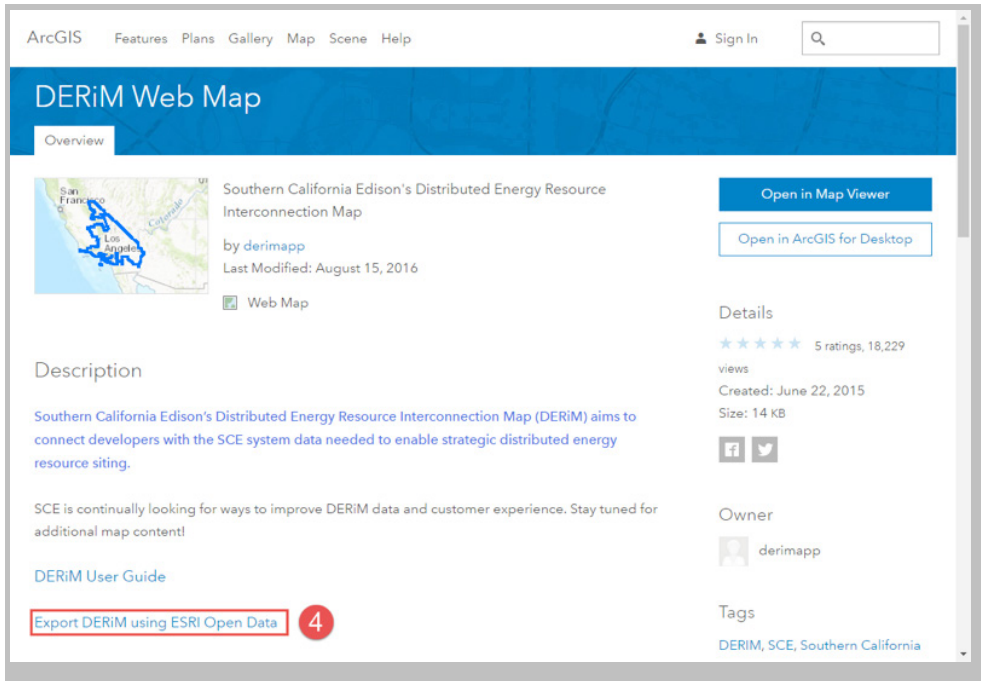 ArcGIS Features Plans Gallery Map Scene Help Sign In
DERiM Web Map
Overview
San
Francisco
Colorado
Los
Angeles
Southern California Edison's Distributed Energy Resource
Interconnection Map
by derimapp
Last Modified: August 15, 2016
Web Map
Open in Map Viewer
Open in ArcGIS for Desktop
Description
Southern California Edison's Distributed Energy Resource Interconnection Map (DERiM) aims to
connect developers with the SCE system data needed to enable strategic distributed energy
resource siting.
SCE is continually looking for ways to improve DERiM data and customer experience. Stay tuned for
additional map content!
DERiM User Guide
Export DERiM using ESRI Open Data 4
Details
5 ratings, 18,229
views
Created: June 22, 2015
Size: 14 KB
Owner
derimapp
Tags
DERIM, SCE, Southern California